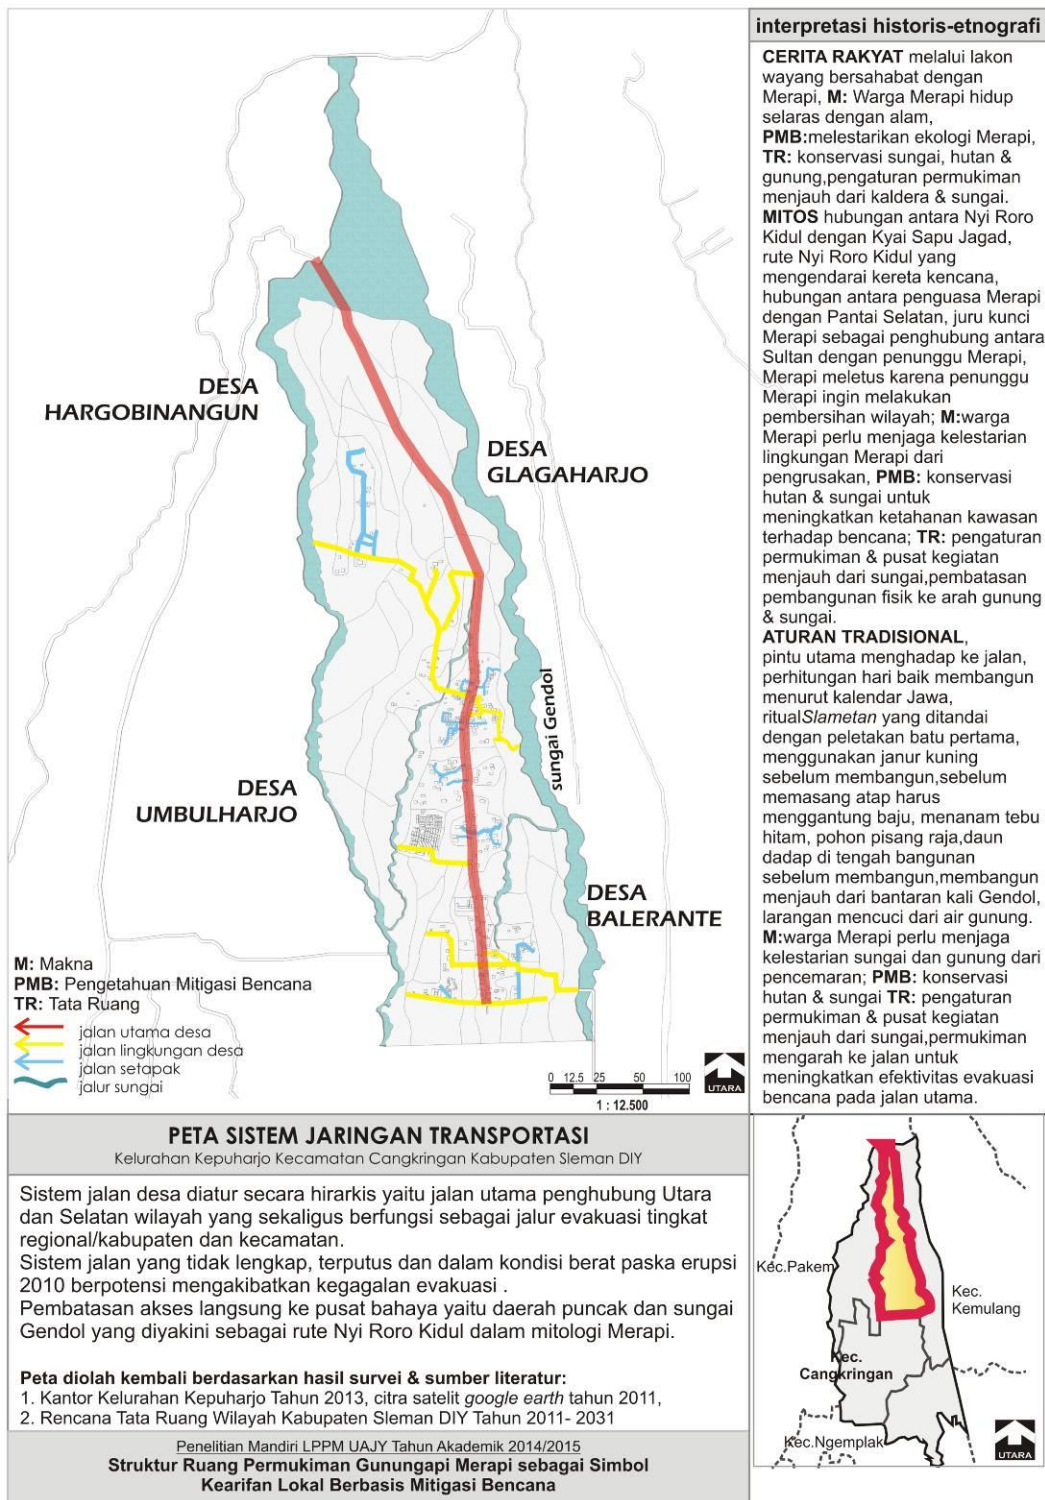 DESA
HARGOBINANGUN
DESA
GLAGAHARJO
sungai Gendol
DESA
UMBULHARJO
DESA
BALERANTE
M: Makna
PMB: Pengetahuan Mitigasi Bencana
TR: Tata Ruang
jalan utama desa
jalan lingkungan desa
jalan setapak
jalur sungai
0 12.5 25 50 100
1 : 12.500
UTARA
interpretasi historis-etnografi
CERITA RAKYAT melalui lakon
wayang bersahabat dengan
Merapi, M: Warga Merapi hidup
selaras dengan alam,
PMB:melestarikan ekologi Merapi,
TR: konservasi sungai, hutan &
gunung,pengaturan permukiman
menjauh dari kaldera & sungai.
MITOS hubungan antara Nyi Roro
Kidul dengan Kyai Sapu Jagad,
rute Nyi Roro Kidul yang
mengendarai kereta kencana,
hubungan antara penguasa Merapi
dengan Pantai Selatan, juru kunci
Merapi sebagai penghubung antara
Sultan dengan penunggu Merapi,
Merapi meletus karena penunggu
Merapi ingin melakukan
pembersihan wilayah; M:warga
Merapi perlu menjaga kelestarian
lingkungan Merapi dari
pengrusakan, PMB: konservasi
hutan & sungai untuk
meningkatkan ketahanan kawasan
terhadap bencana; TR: pengaturan
permukiman & pusat kegiatan
menjauh dari sungai,pembatasan
pembangunan fisik ke arah gunung
& sungai.
ATURAN TRADISIONAL,
pintu utama menghadap ke jalan,
perhitungan hari baik membangun
menurut kalendar Jawa,
ritualSlametan yang ditandai
dengan peletakan batu pertama,
menggunakan janur kuning
sebelum membangun,sebelum
memasang atap harus
menggantung baju, menanam tebu
hitam, pohon pisang raja,daun
dadap di tengah bangunan
sebelum membangun,membangun
menjauh dari bantaran kali Gendol,
larangan mencuci dari air gunung.
M:warga Merapi perlu menjaga
kelestarian sungai dan gunung dari
pencemaran; PMB: konservasi
hutan & sungai TR: pengaturan
permukiman & pusat kegiatan
menjauh dari sungai,permukiman
mengarah ke jalan untuk
meningkatkan efektivitas evakuasi
bencana pada jalan utama.
PETA SISTEM JARINGAN TRANSPORTASI
Kelurahan Kepuharjo Kecamatan Cangkringan Kabupaten Sleman DIY
Sistem jalan desa diatur secara hirarkis yaitu jalan utama penghubung Utara
dan Selatan wilayah yang sekaligus berfungsi sebagai jalur evakuasi tingkat
regional/kabupaten dan kecamatan.
Sistem jalan yang tidak lengkap, terputus dan dalam kondisi berat paska erupsi
2010 berpotensi mengakibatkan kegagalan evakuasi .
Pembatasan akses langsung ke pusat bahaya yaitu daerah puncak dan sungai
Gendol yang diyakini sebagai rute Nyi Roro Kidul dalam mitologi Merapi.
Peta diolah kembali berdasarkan hasil survei & sumber literatur:
1. Kantor Kelurahan Kepuharjo Tahun 2013, citra satelit google earth tahun 2011,
2. Rencana Tata Ruang Wilayah Kabupaten Sleman DIY Tahun 2011- 2031
Penelitian Mandiri LPPM UAJY Tahun Akademik 2014/2015
Struktur Ruang Permukiman Gunungapi Merapi sebagai Simbol
Kearifan Lokal Berbasis Mitigasi Bencana
Kec.Pakem
Kec.
Kemulang
Kec.
Cangkringan
Kec.Ngemplak
UTARA